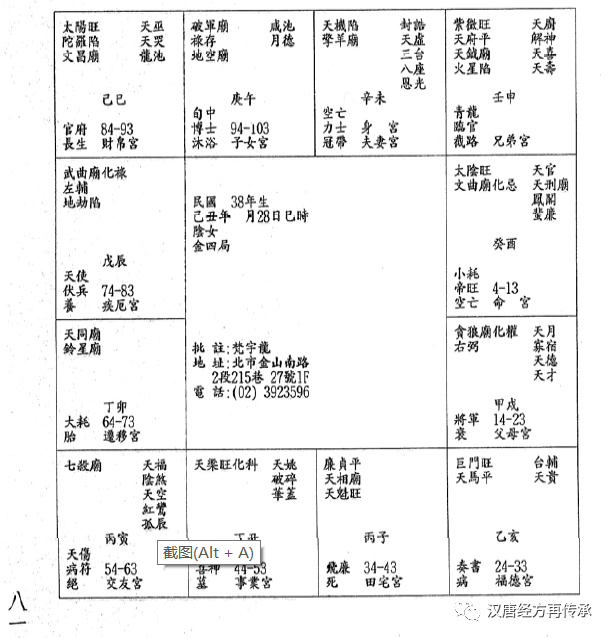 太陽旺 天巫
陀羅陷 天哭
文昌廟 龍池
己巳
官府 84-93
長生 財帛宮
破軍廟 咸池
祿存 月德
地空廟
庚午
旬中
博士 94-103
沐浴 子女宮
天機陷 封誥
擎羊廟 天虛
三台
八座
恩光
辛未
空亡
力士 身 宮
冠帶 夫妻宮
紫微旺 天廚
天府平 解神
天鉞廟 天喜
火星陷 天壽
壬申
青龍
臨官
截路 兄弟宮
武曲廟化祿
左輔
地劫陷
戊辰
天使
伏兵 74-83
養 疾厄宮
民國 38年生
己丑年 月28日巳時
陰女
金四局
批 註:梵宇龍
地 址:北市金山南路
2段215巷 27號1F
電 話:(02) 3923596
太陰旺 天官
文曲廟化忌 天刑廟
鳳閣
蜚廉
癸酉
小耗
帝旺 4-13
空亡 命 宮
天同廟
鈴星廟
丁卯
大耗 64-73
胎 遷移宮
貪狼廟化權 天月
右弼 寡宿
天德
天才
甲戌
將軍 14-23
衰 父母宮
七殺廟 天福
陰煞
天空
紅鸞
孤辰
丙寅
天傷
病符 54-63
絕 交友宮
天梁旺化科 天姚
破碎
華蓋
截图(Alt + A)
喜神 44-53
墓 事業宮
廉貞平
天相廟
天魁旺
丙子
飛廉 34-43
死 田宅宮
巨門旺 台輔
天馬平 天貴
乙亥
奏書 24-33
病 福德宮
八一
汉唐经方再传承